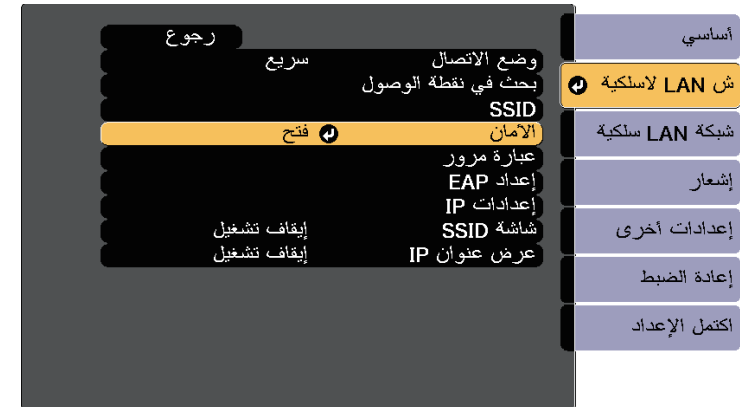 أساسي
ش LAN لاسلكية
شبكة LAN سلكية
إشعار
إعدادات أخرى
إعادة الضبط
اكتمل الإعداد
رجوع
وضع الاتصال سريع
بحث في نقطة الوصول
SSID
الأمان فتح
عبارة مرور
إعداد EAP
إعدادات IP
شاشة SSID إيقاف تشغيل
عرض عنوان IP إيقاف تشغيل